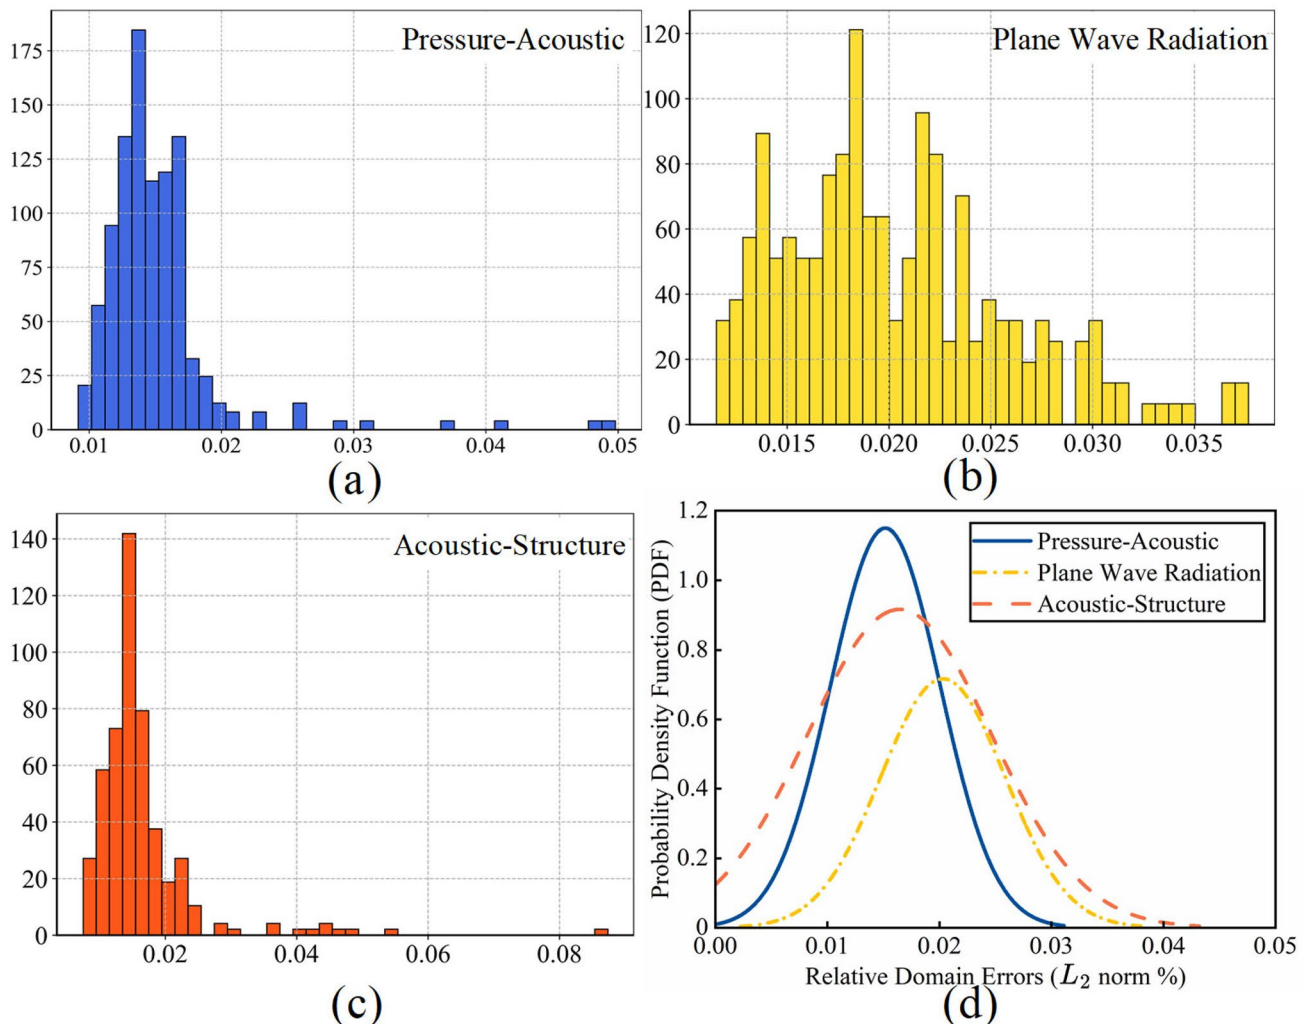 Pressure-Acoustic
175
150
125
100
75
50
25
0
0.01 0.02 0.03 0.04 0.05
(a)
Plane Wave Radiation
120
100
80
60
40
20
0
0.015 0.020 0.025 0.030 0.035
(b)
Acoustic-Structure
140
120
100
80
60
40
20
0
0.02 0.04 0.06 0.08
(c)
Probability Density Function (PDF)
1.2
1.0
0.8
0.6
0.4
0.2
0
Pressure-Acoustic
Plane Wave Radiation
Acoustic-Structure
0.00 0.01 0.02 0.03 0.04 0.05
Relative Domain Errors (L₂ norm %)
(d)